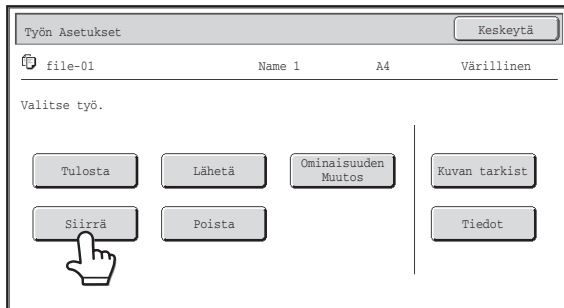 Työn Asetukset Keskeytä
file-01 Name 1 A4 Värillinen
Valitse työ.
Tulosta Lähetä Ominaisuuden Muutos Kuvan tarkist
Siirrä Poista Tiedot